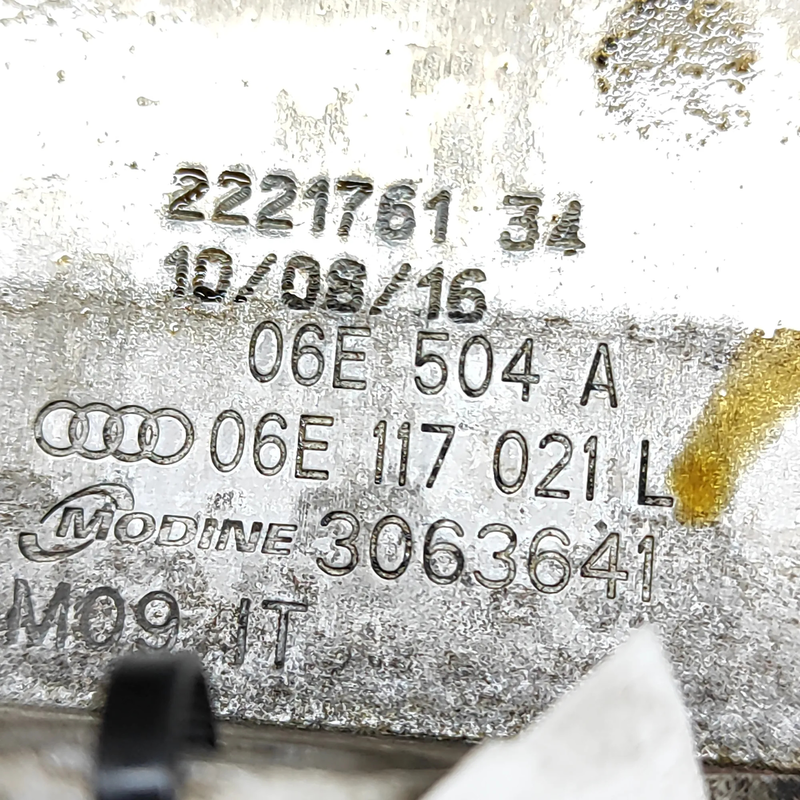 2221761 34
10/08/16
06E 504 A
06E 117 021 L
MODINE 3063641
M09 IT